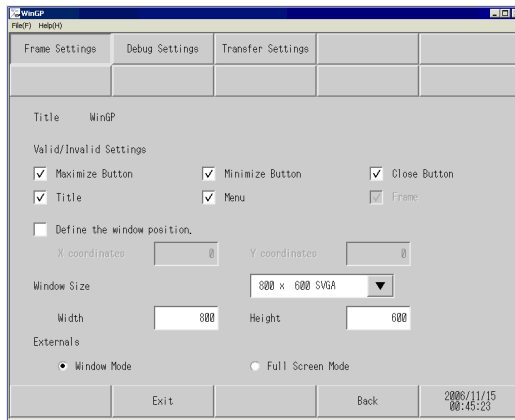 WinGP
File(F) Help(H)
Frame Settings Debug Settings Transfer Settings
Title WinGP
Valid/Invalid Settings
Maximize Button Minimize Button Close Button
Title Menu Frame
Define the window position.
X coordinates 0 Y coordinates 0
Window Size 800 x 600 SVGA
Width 800 Height 600
Externals
Window Mode Full Screen Mode
Exit Back 2006/11/15
00:45:23